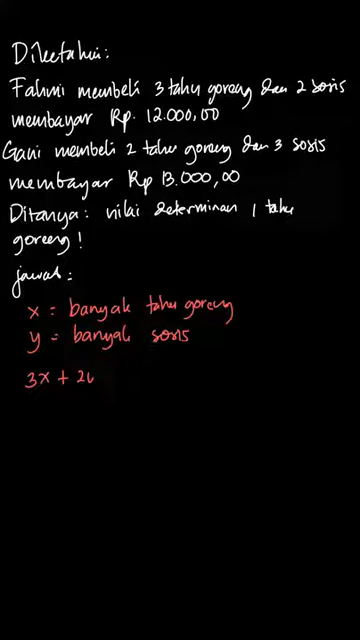 Diketahui:
Fahmi membeli 3 tahu goreng dan 2 sosis
membayar Rp. 12.000,00
Gani membeli 2 tahu goreng dan 3 sosis
membayar Rp 13.000,00
Ditanya: nilai determinan 1 tahu
goreng!
jawab:
x = banyak tahu goreng
y = banyak sosis
3x + 2